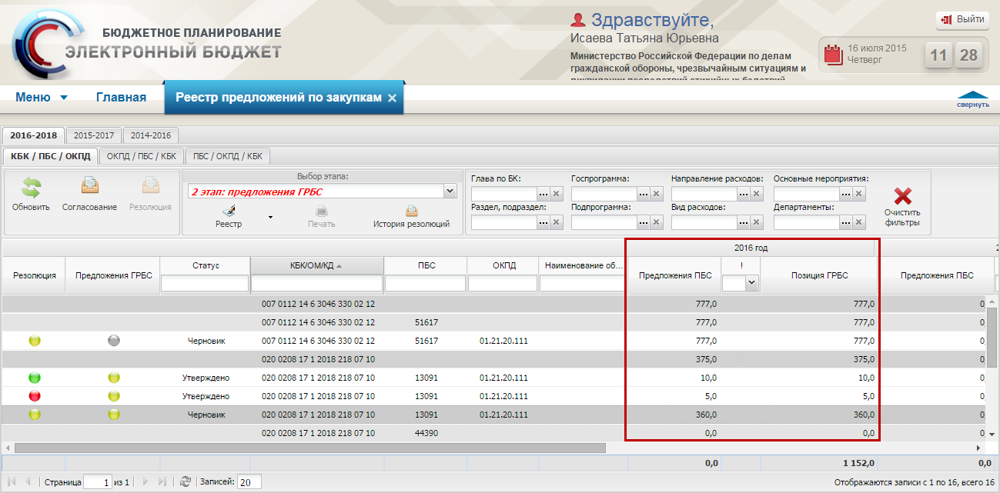 БЮДЖЕТНОЕ ПЛАНИРОВАНИЕ
ЭЛЕКТРОННЫЙ БЮДЖЕТ
Здравствуйте,
Исаева Татьяна Юрьевна
Министерство Российской Федерации по делам
гражданской обороны, чрезвычайным ситуациям и
ликвидации последствий стихийных бедствий
Выйти
16 июля 2015
Четверг
11 28
Меню Главная Реестр предложений по закупкам ×
свернуть
2016-2018 2015-2017 2014-2016
КБК / ПБС / ОКПД ОКПД / ПБС / КБК ПБС / ОКПД / КБК
Обновить Согласование Резолюция
Выбор этапа:
2 этап: предложения ГРБС
Реестр Печать История резолюций
Глава по БК: Госпрограмма: Направление расходов: Основные мероприятия:
Раздел, подраздел: Подпрограмма: Вид расходов: Департаменты:
Очистить
фильтры
2016 год 2
Резолюция Предложения ГРБС Статус КБК/ОМ/КД ПБС ОКПД Наименование об... Предложения ПБС ! Позиция ГРБС Предложения ПБС
007 0112 14 6 3046 330 02 12 777,0 777,0 0,
007 0112 14 6 3046 330 02 12 51617 777,0 777,0 0,
Черновик 007 0112 14 6 3046 330 02 12 51617 01.21.20.111 777,0 777,0 0,
020 0208 17 1 2018 218 07 10 375,0 375,0 0,
Утверждено 020 0208 17 1 2018 218 07 10 13091 01.21.20.111 10,0 10,0 0,
Утверждено 020 0208 17 1 2018 218 07 10 13091 01.21.20.111 5,0 5,0 0,
Черновик 020 0208 17 1 2018 218 07 10 13091 01.21.20.111 360,0 360,0 0,
020 0208 17 1 2018 218 07 10 44390 0,0 0,0 0,
0,0 1 152,0 0,0
Страница 1 из 1 Записей: 20 Отображаются записи с 1 по 16, всего 16